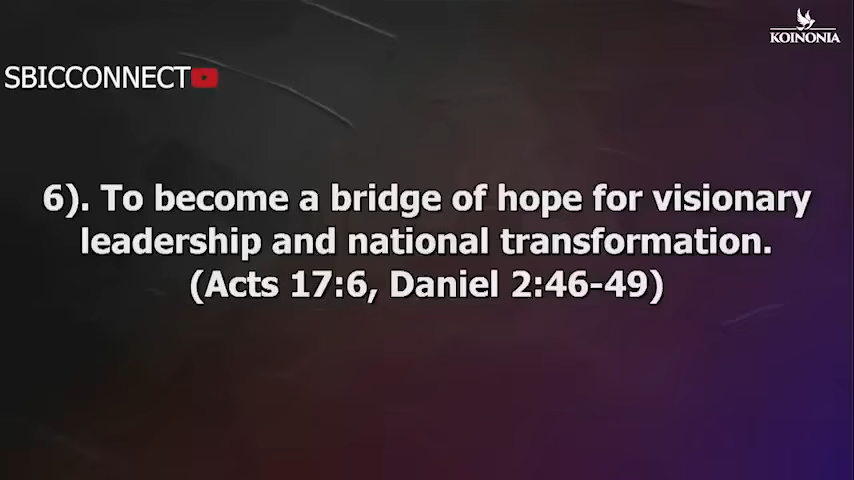 KOINONIA
SBICCONNECT
6). To become a bridge of hope for visionary
leadership and national transformation.
(Acts 17:6, Daniel 2:46-49)